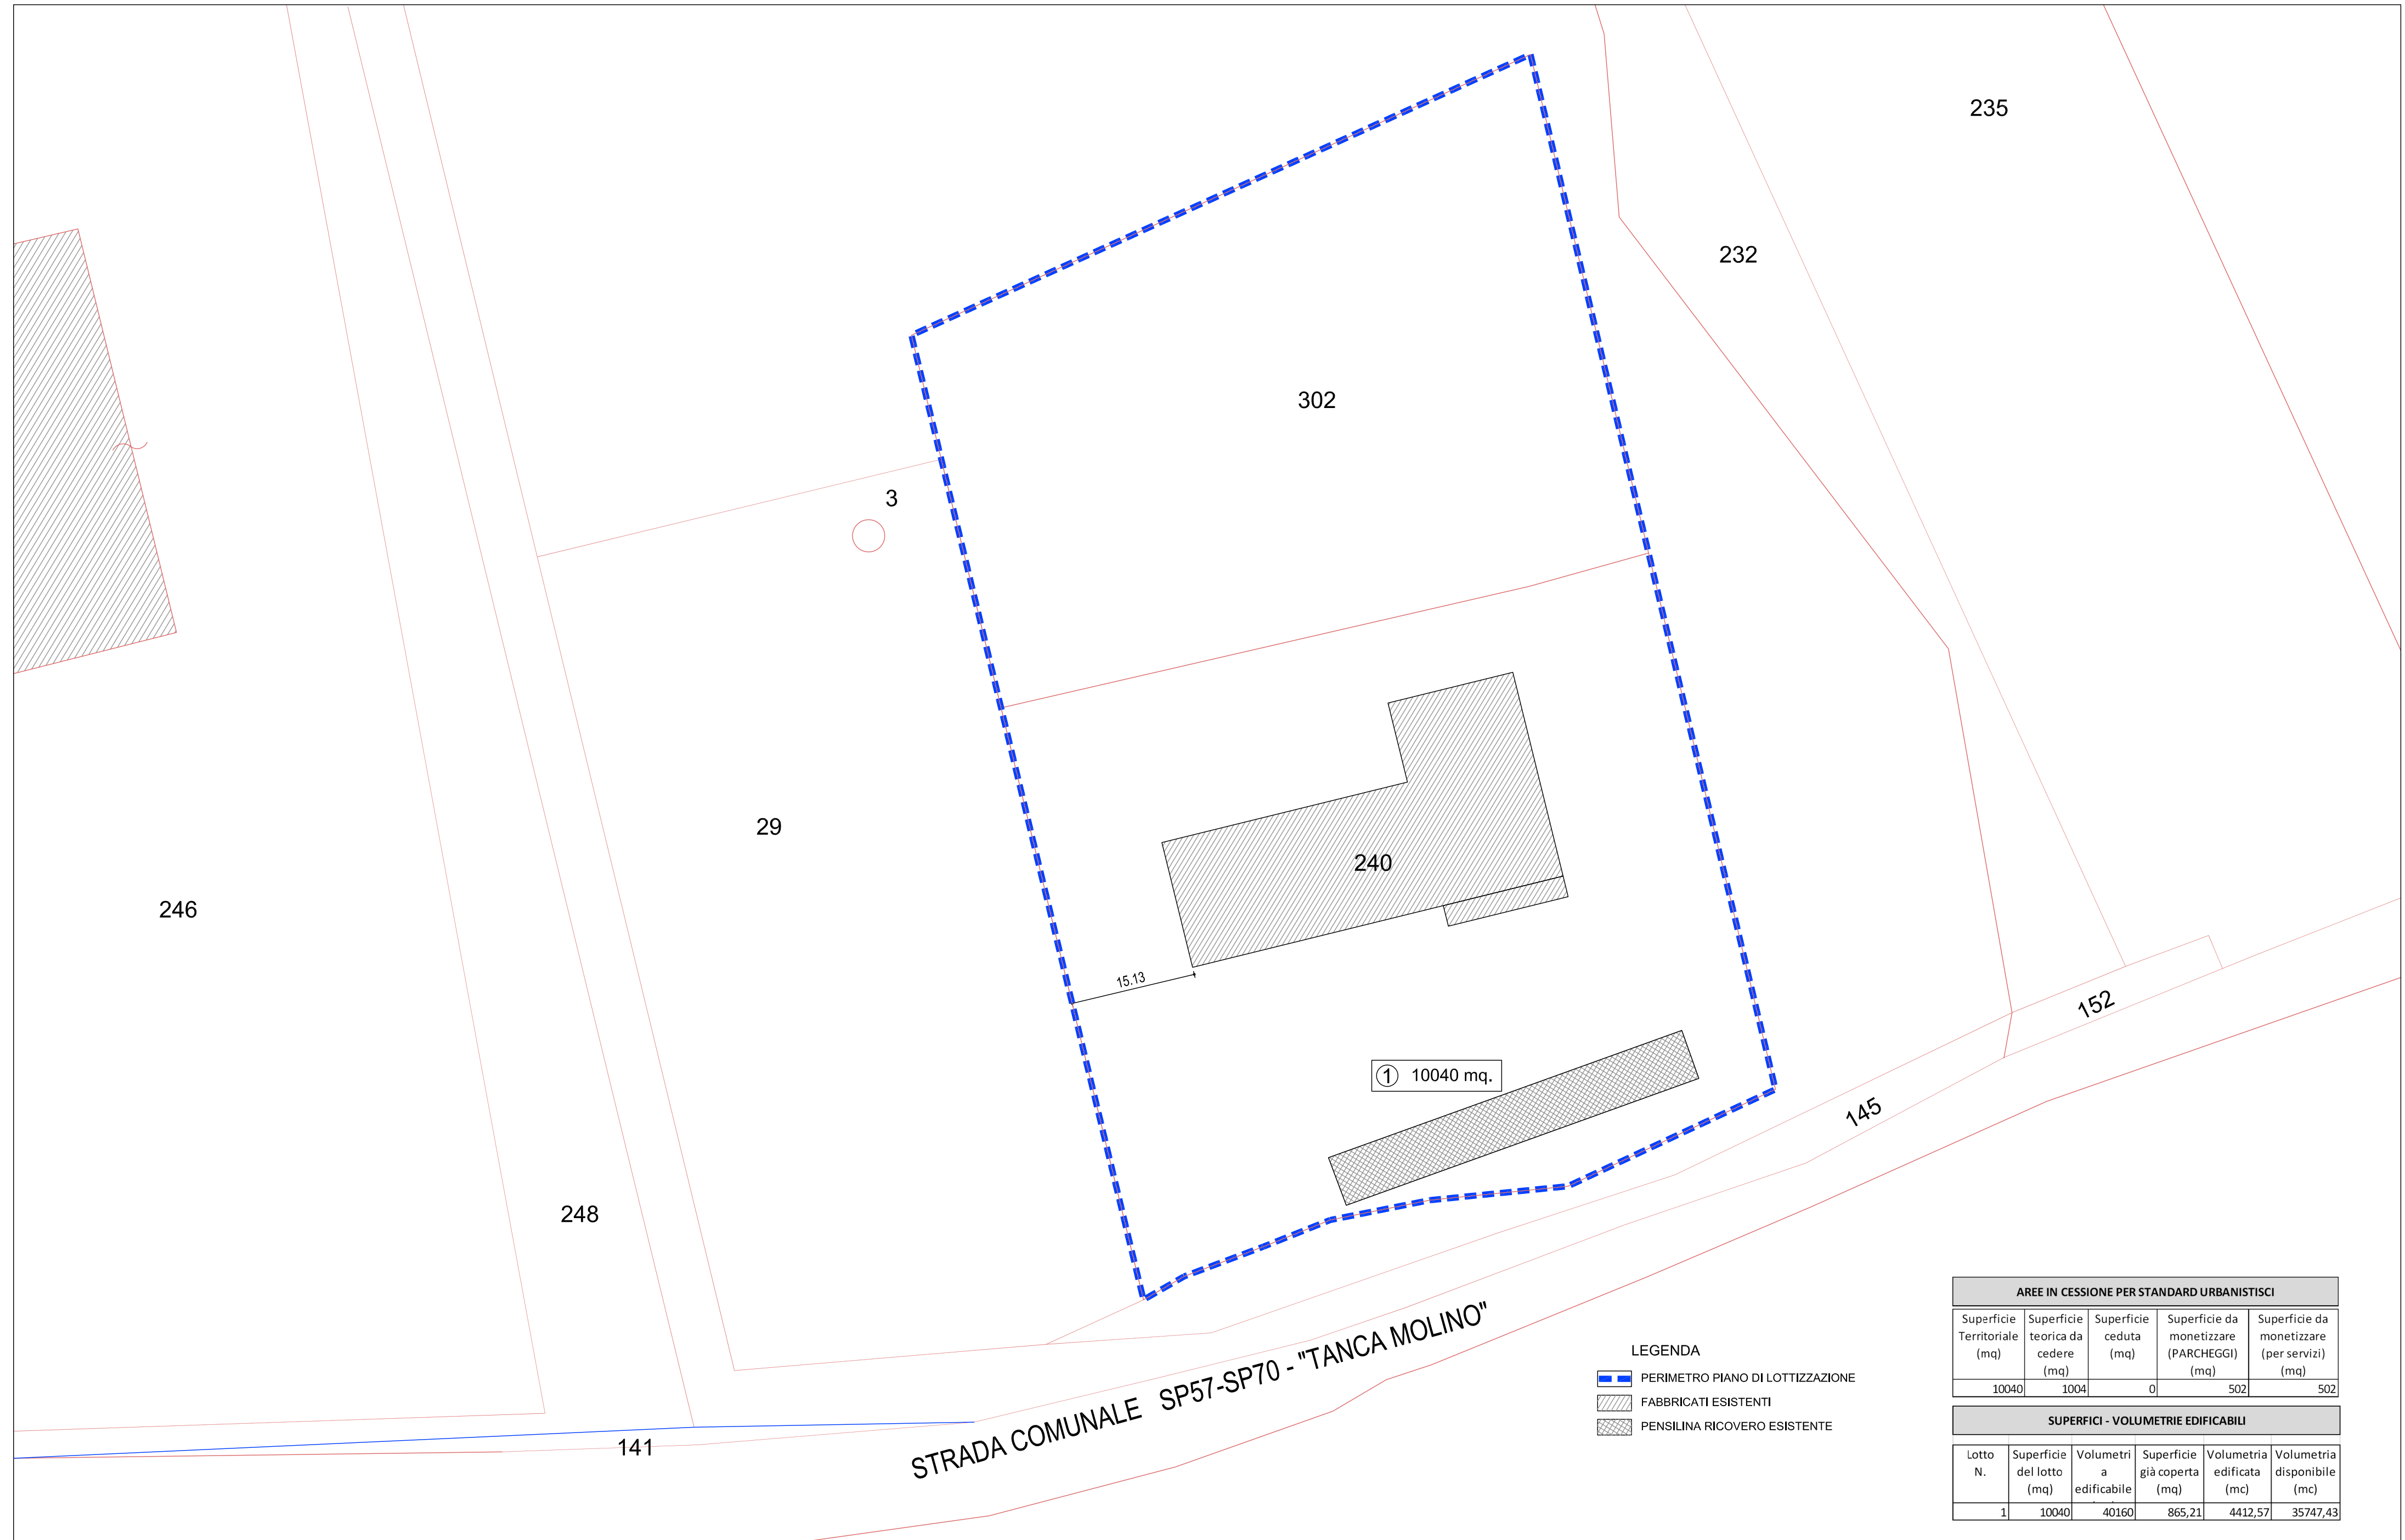 235
232
302
3
29
240
246
15.13
152
1 10040 mq.
145
248
141
STRADA COMUNALE SP57-SP70 - "TANCA MOLINO"
LEGENDA
PERIMETRO PIANO DI LOTTIZZAZIONE
FABBRICATI ESISTENTI
PENSILINA RICOVERO ESISTENTE
AREE IN CESSIONE PER STANDARD URBANISTISCI
Superficie Superficie Superficie Superficie da Superficie da
Territoriale teorica da ceduta monetizzare monetizzare
(mq) cedere (mq) (PARCHEGGI) (per servizi)
(mq) (mq) (mq)
10040 1004 0 502 502
SUPERFICI - VOLUMETRIE EDIFICABILI
Lotto Superficie Volumetri Superficie Volumetria Volumetria
N. del lotto a già coperta edificata disponibile
(mq) edificabile (mq) (mc) (mc)
1 10040 40160 865,21 4412,57 35747,43